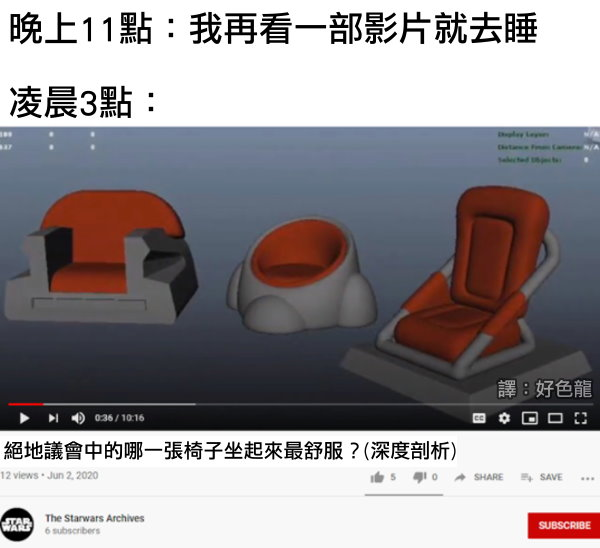 晚上11點：我再看一部影片就去睡
凌晨3點：
Display Layer: N/A
Distance From Camera: N/A
Selected Objects: 0
譯：好色龍
0:36 / 10:16
CC
絕地議會中的哪一張椅子坐起來最舒服？(深度剖析)
12 views • Jun 2, 2020
5 0 SHARE SAVE
STAR WARS
The Starwars Archives
6 subscribers
SUBSCRIBE